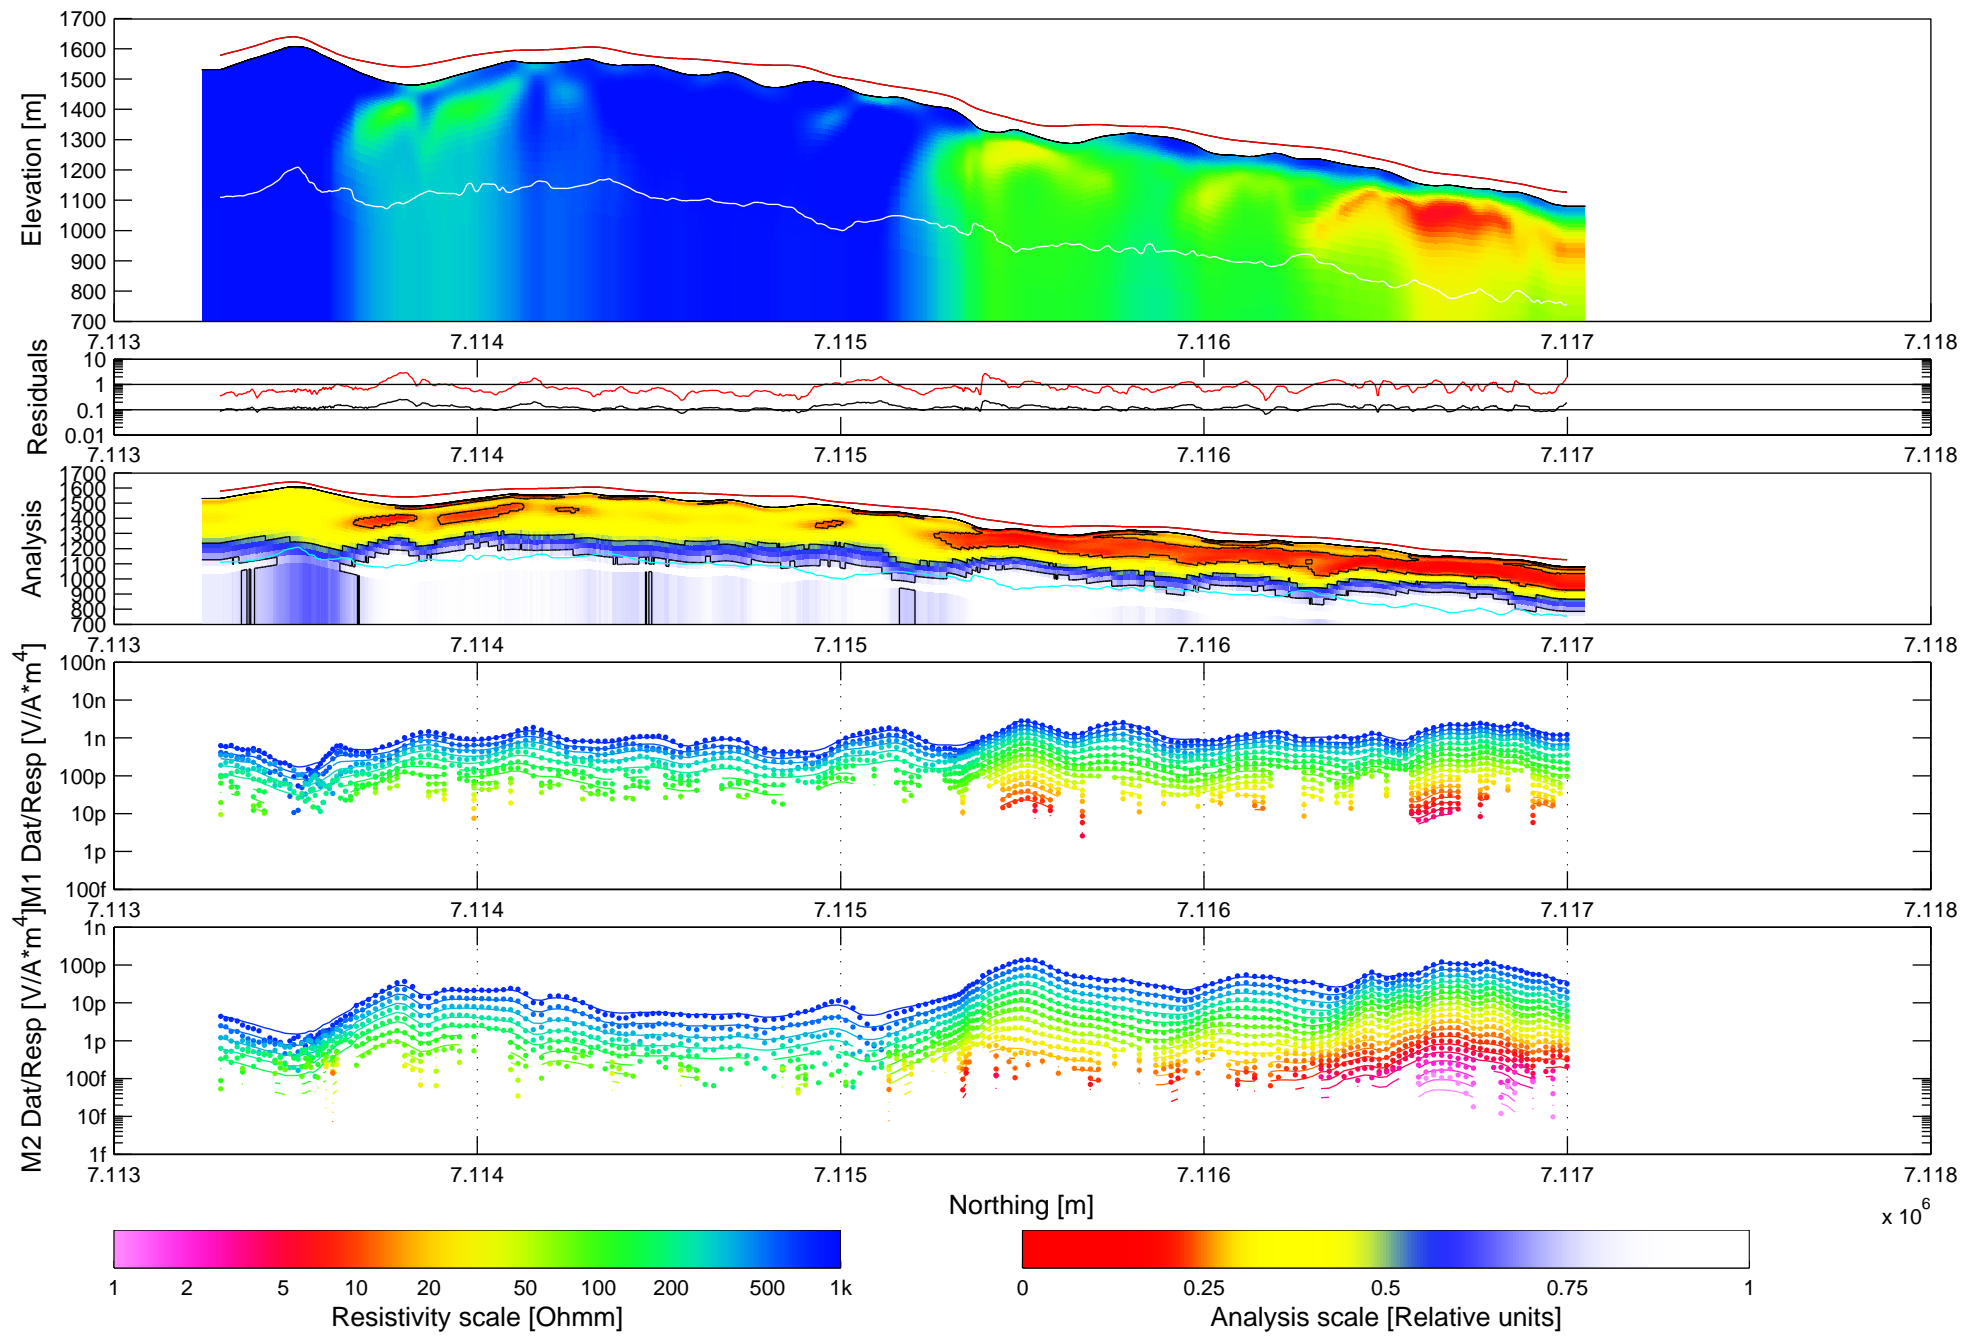 1700
1600
1500
1400
1300
1200
1100
1000
900
800
700
Elevation [m]
7.113 7.114 7.115 7.116 7.117 7.118
10
1
0.1
0.01
Residuals
7.113 7.114 7.115 7.116 7.117 7.118
1700
1600
1500
1400
1300
1200
1100
1000
900
800
700
Analysis
7.113 7.114 7.115 7.116 7.117 7.118
100n
10n
1n
100p
10p
1p
100f
M1 Dat/Resp [V/A*m^4]
7.113 7.114 7.115 7.116 7.117 7.118
1n
100p
10p
1p
100f
10f
1f
M2 Dat/Resp [V/A*m^4]
7.113 7.114 7.115 7.116 7.117 7.118
Northing [m]
x 10^6
1 2 5 10 20 50 100 200 500 1k
Resistivity scale [Ohmm]
0 0.25 0.5 0.75 1
Analysis scale [Relative units]